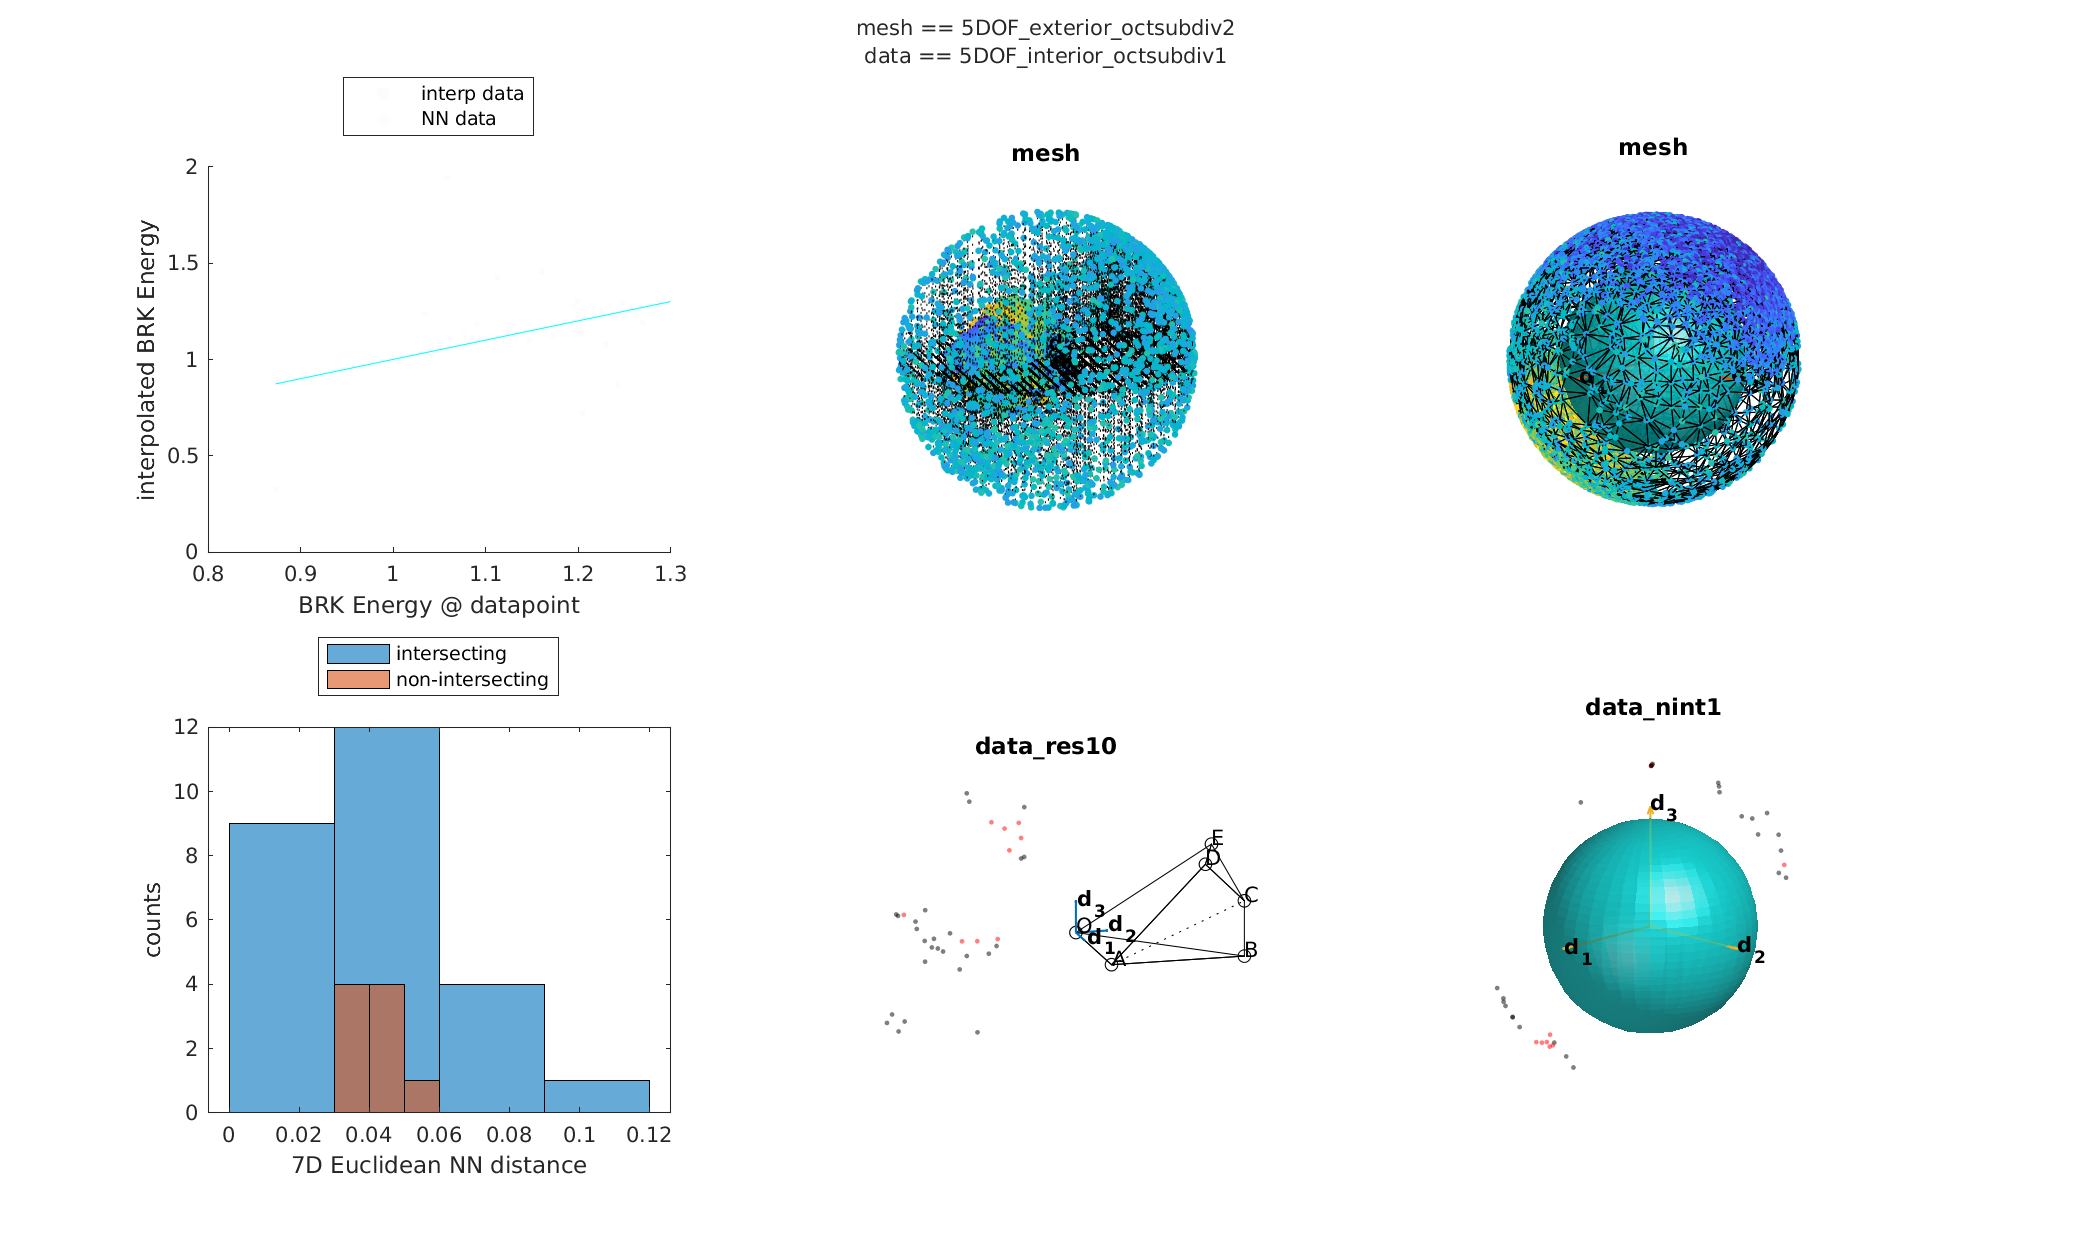 mesh == 5DOF_exterior_octsubdiv2
data == 5DOF_interior_octsubdiv1
interp data
NN data
2
1.5
1
0.5
0
interpolated BRK Energy
0.8 0.9 1 1.1 1.2 1.3
BRK Energy @ datapoint
mesh
mesh
intersecting
non-intersecting
12
10
8
6
4
2
0
counts
0 0.02 0.04 0.06 0.08 0.1 0.12
7D Euclidean NN distance
data_res10
E
D
C
d3
O d2
d1
A
B
data_nint1
d3
d1
d2